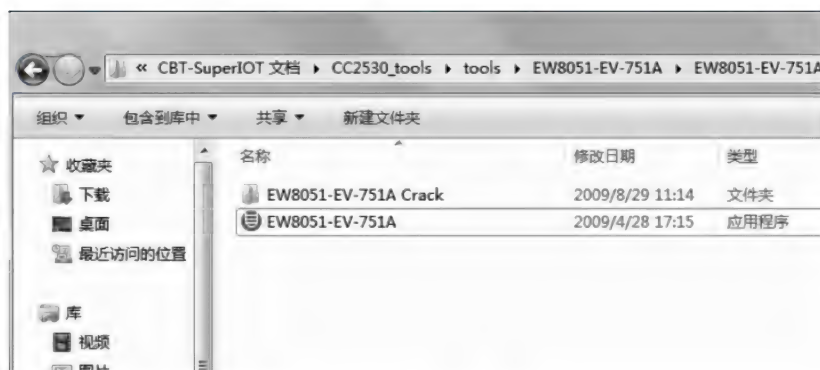 « CBT-SuperIOT 文档 ▸ CC2530_tools ▸ tools ▸ EW8051-EV-751A ▸ EW8051-EV-751A
组织 ▼ 包含到库中 ▼ 共享 ▼ 新建文件夹
名称 修改日期 类型
收藏夹
下载
桌面
最近访问的位置
库
视频
图片
EW8051-EV-751A Crack 2009/8/29 11:14 文件夹
EW8051-EV-751A 2009/4/28 17:15 应用程序